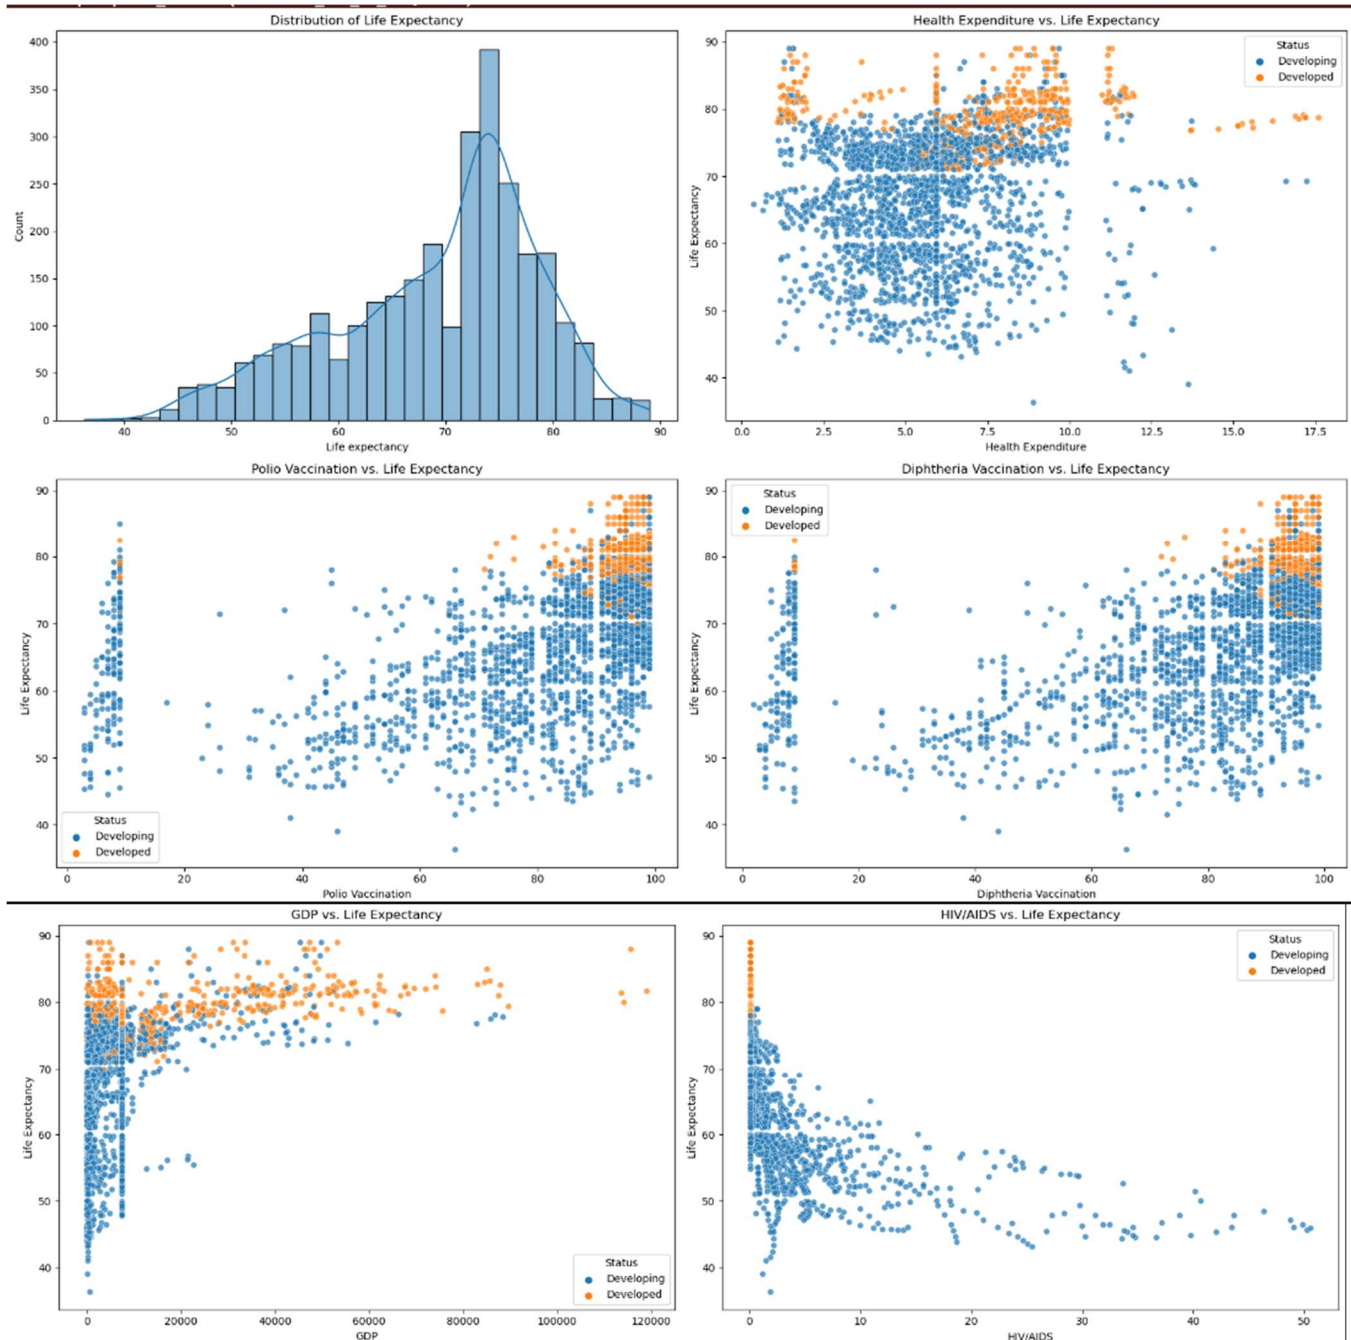 Distribution of Life Expectancy
400
350
300
250
200
150
100
50
0
Count
40 50 60 70 80 90
Life expectancy
Health Expenditure vs. Life Expectancy
Status
Developing
Developed
90
80
70
60
50
40
Life Expectancy
0.0 2.5 5.0 7.5 10.0 12.5 15.0 17.5
Health Expenditure
Polio Vaccination vs. Life Expectancy
90
80
70
60
50
40
Life Expectancy
Status
Developing
Developed
0 20 40 60 80 100
Polio Vaccination
Diphtheria Vaccination vs. Life Expectancy
Status
Developing
Developed
90
80
70
60
50
40
Life Expectancy
0 20 40 60 80 100
Diphtheria Vaccination
GDP vs. Life Expectancy
90
80
70
60
50
40
Life Expectancy
Status
Developing
Developed
0 20000 40000 60000 80000 100000 120000
GDP
HIV/AIDS vs. Life Expectancy
Status
Developing
Developed
90
80
70
60
50
40
Life Expectancy
0 10 20 30 40 50
HIV/AIDS